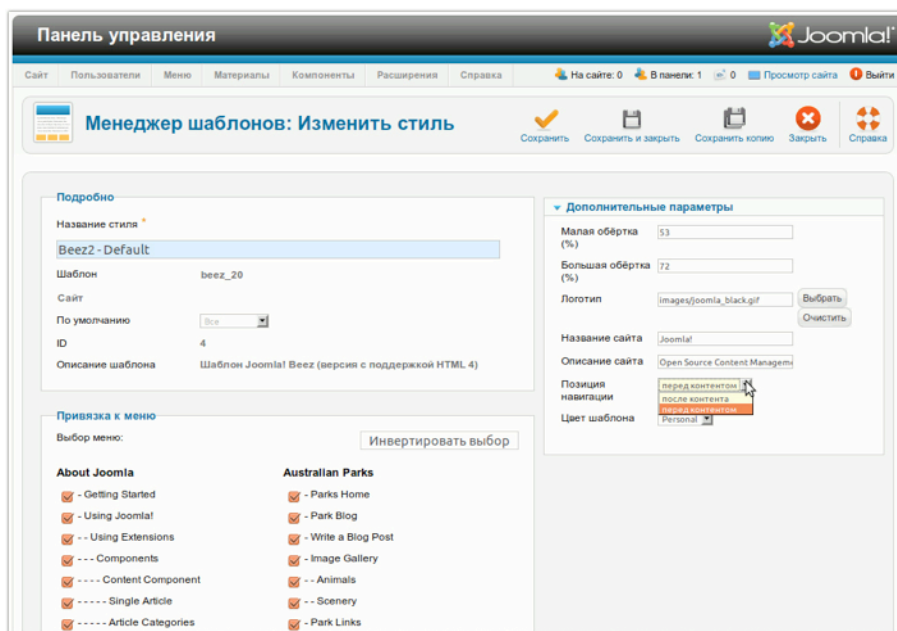 Панель управления
Joomla!
Сайт Пользователи Меню Материалы Компоненты Расширения Справка На сайте: 0 В панели: 1 0 Просмотр сайта Выйти
Менеджер шаблонов: Изменить стиль
Сохранить Сохранить и закрыть Сохранить копию Закрыть Справка
Подробно
Название стиля *
Beez2 - Default
Шаблон beez_20
Сайт
По умолчанию Все
ID 4
Описание шаблона Шаблон Joomla! Beez (версия с поддержкой HTML 4)
Привязка к меню
Выбор меню: Инвертировать выбор
About Joomla
- Getting Started
- Using Joomla!
- - Using Extensions
- - - Components
- - - - Content Component
- - - - - Single Article
- - - - - Article Categories
Australian Parks
- Parks Home
- Park Blog
- Write a Blog Post
- Image Gallery
- - Animals
- - Scenery
- Park Links
Дополнительные параметры
Малая обёртка (%) 53
Большая обёртка (%) 72
Логотип images/joomla_black.gif Выбрать
Очистить
Название сайта Joomla!
Описание сайта Open Source Content Managem
Позиция навигации перед контентом
после контента
перед контентом
Цвет шаблона Personal